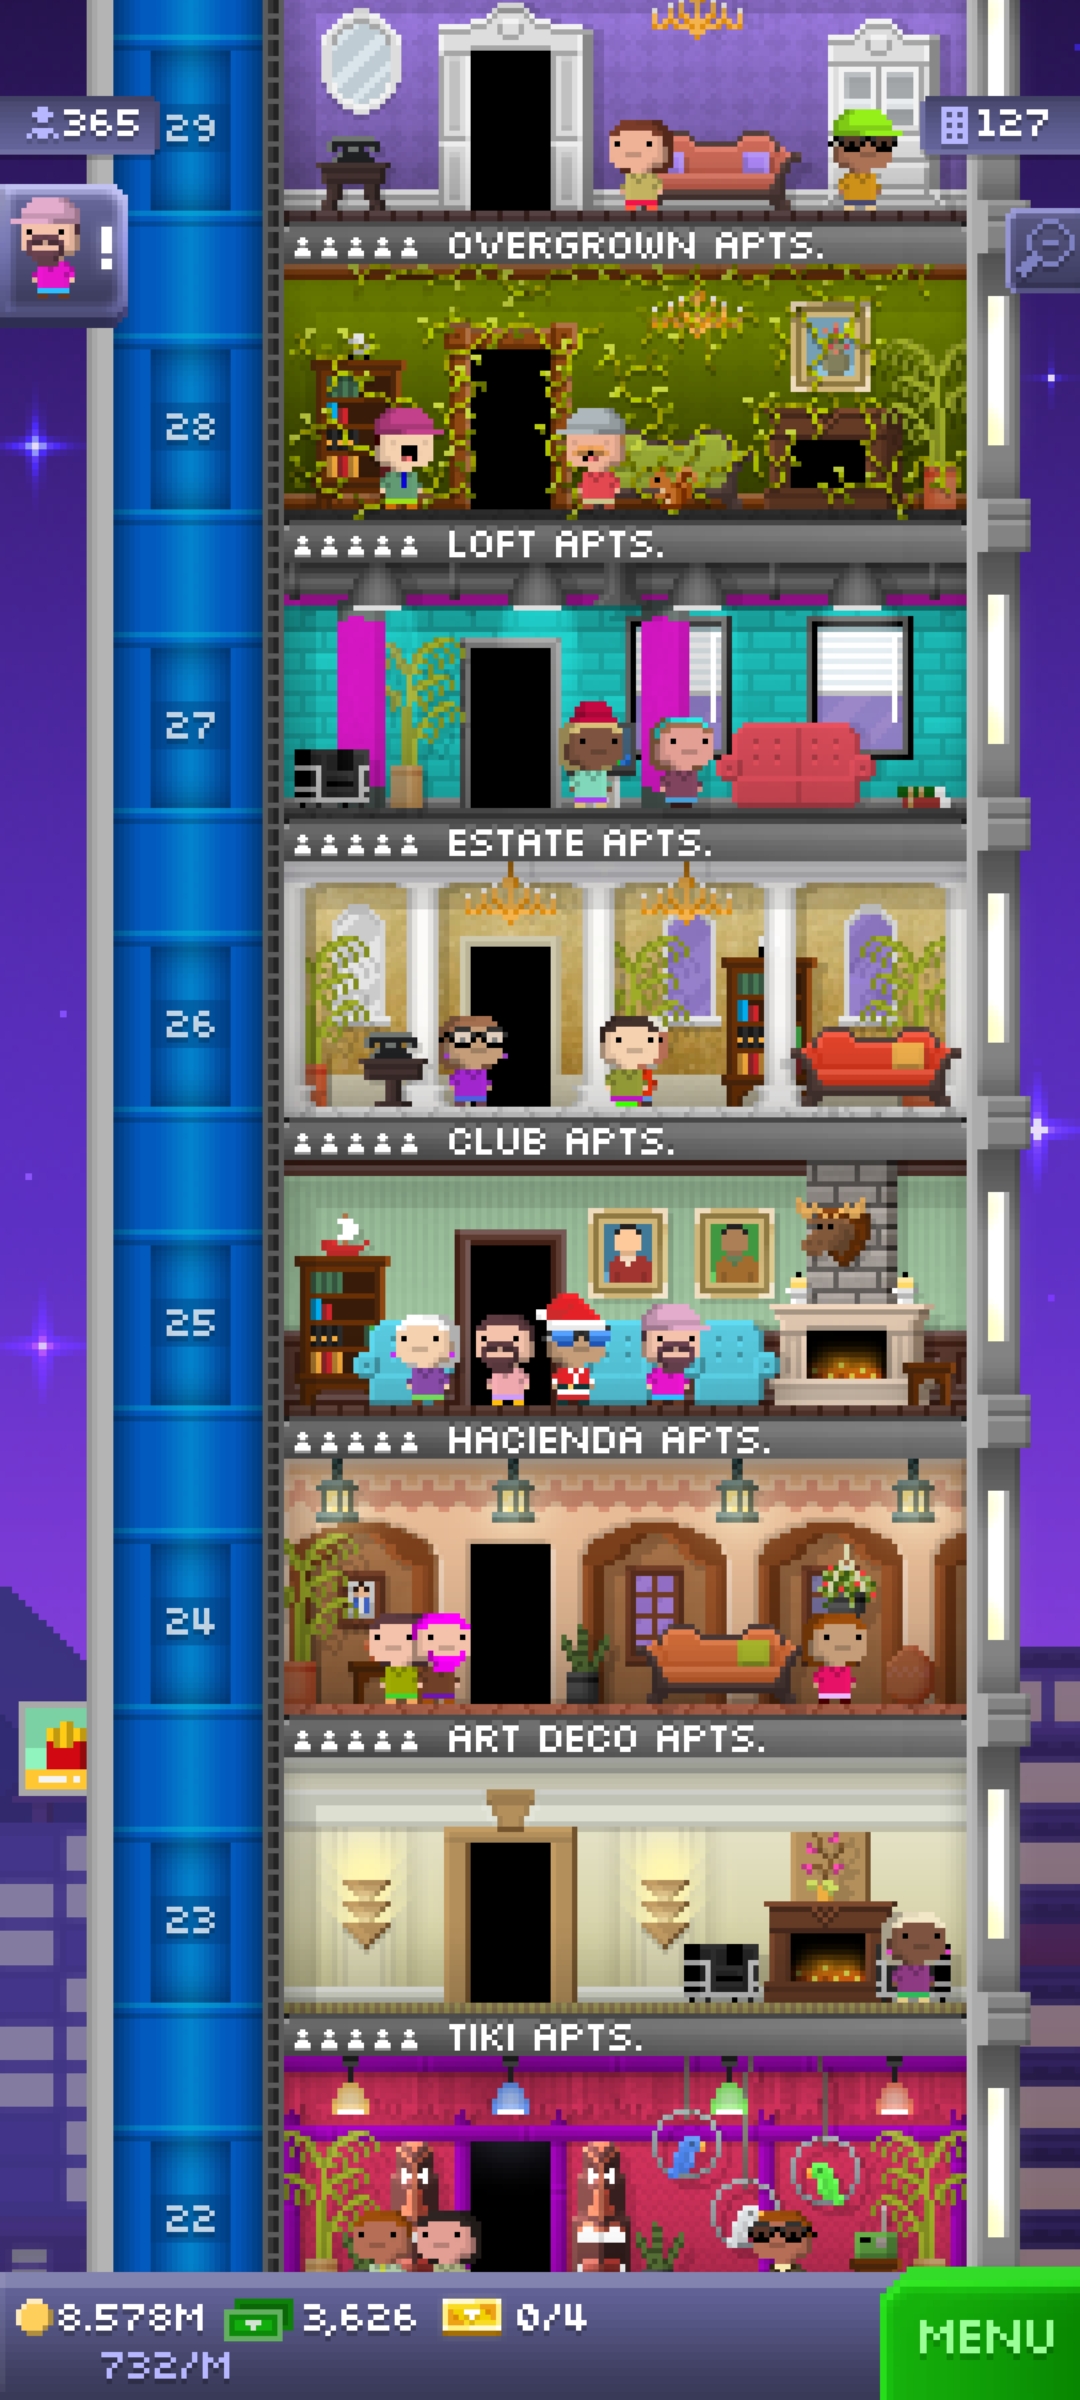 365
29
127
!
OVERGROWN APTS.
28
LOFT APTS.
27
ESTATE APTS.
26
CLUB APTS.
25
HACIENDA APTS.
24
ART DECO APTS.
23
TIKI APTS.
22
8.578M 3,626 0/4
732/M
MENU